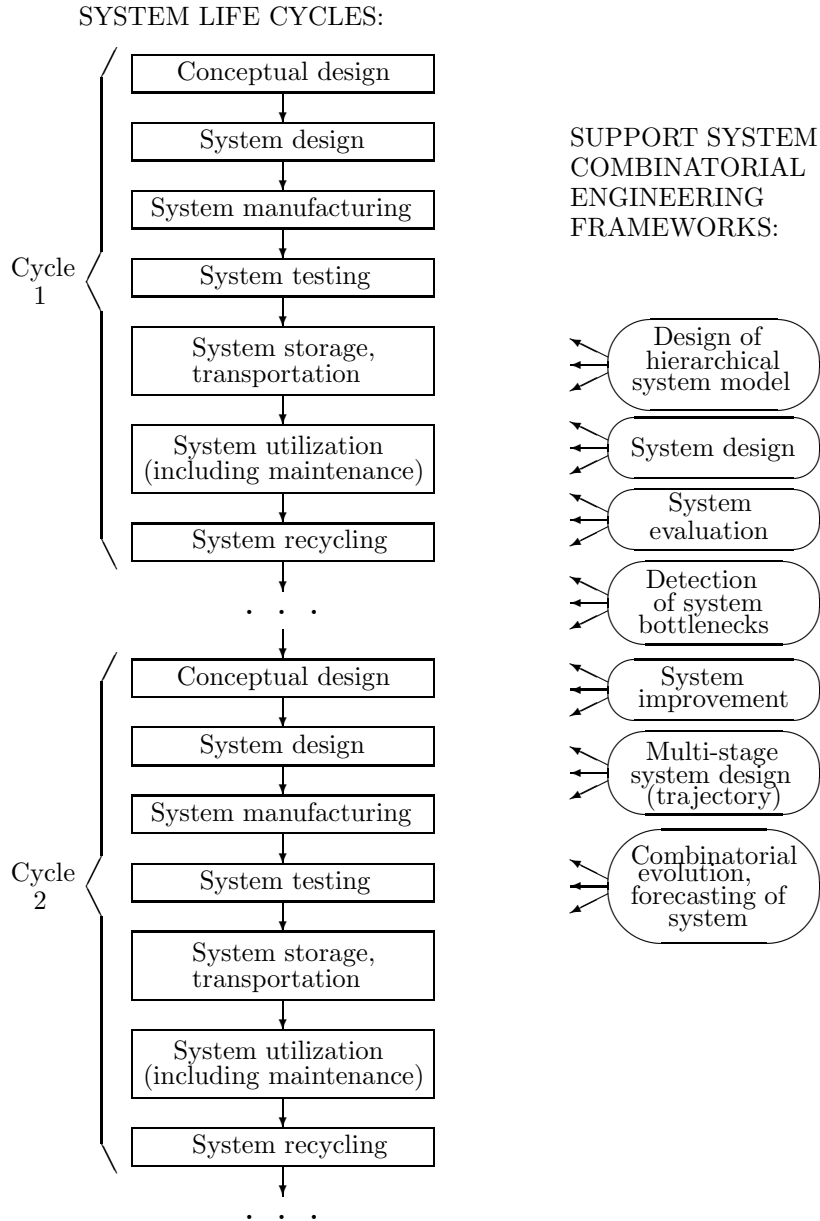 SYSTEM LIFE CYCLES:
Cycle
1
Conceptual design
System design
System manufacturing
System testing
System storage,
transportation
System utilization
(including maintenance)
System recycling
. . .
Cycle
2
Conceptual design
System design
System manufacturing
System testing
System storage,
transportation
System utilization
(including maintenance)
System recycling
. . .
SUPPORT SYSTEM
COMBINATORIAL
ENGINEERING
FRAMEWORKS:
Design of
hierarchical
system model
System design
System
evaluation
Detection
of system
bottlenecks
System
improvement
Multi-stage
system design
(trajectory)
Combinatorial
evolution,
forecasting of
system